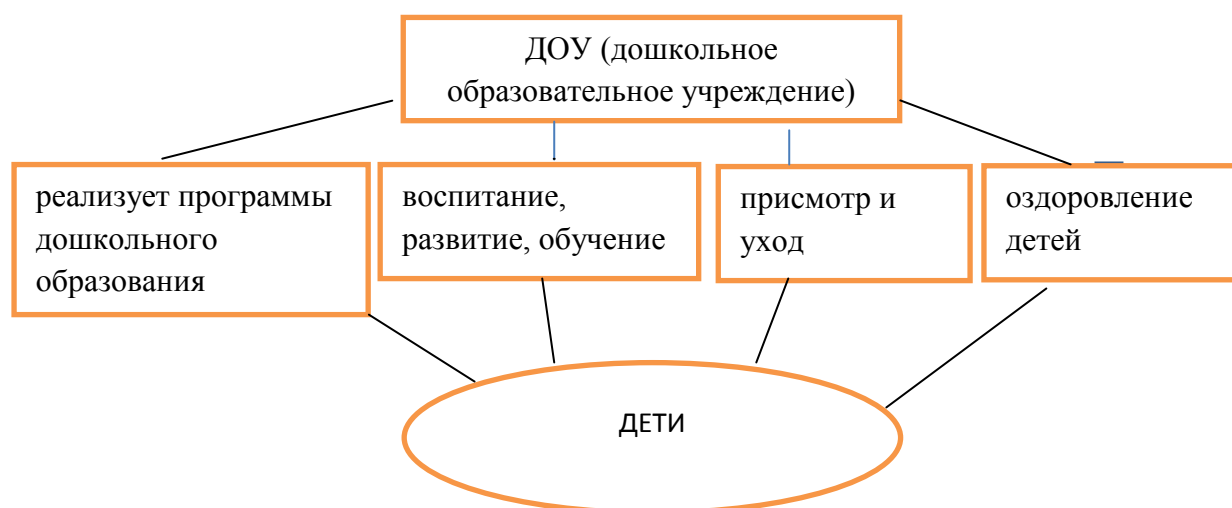 ДОУ (дошкольное
образовательное учреждение)
реализует программы
дошкольного
образования
воспитание,
развитие, обучение
присмотр и
уход
оздоровление
детей
ДЕТИ